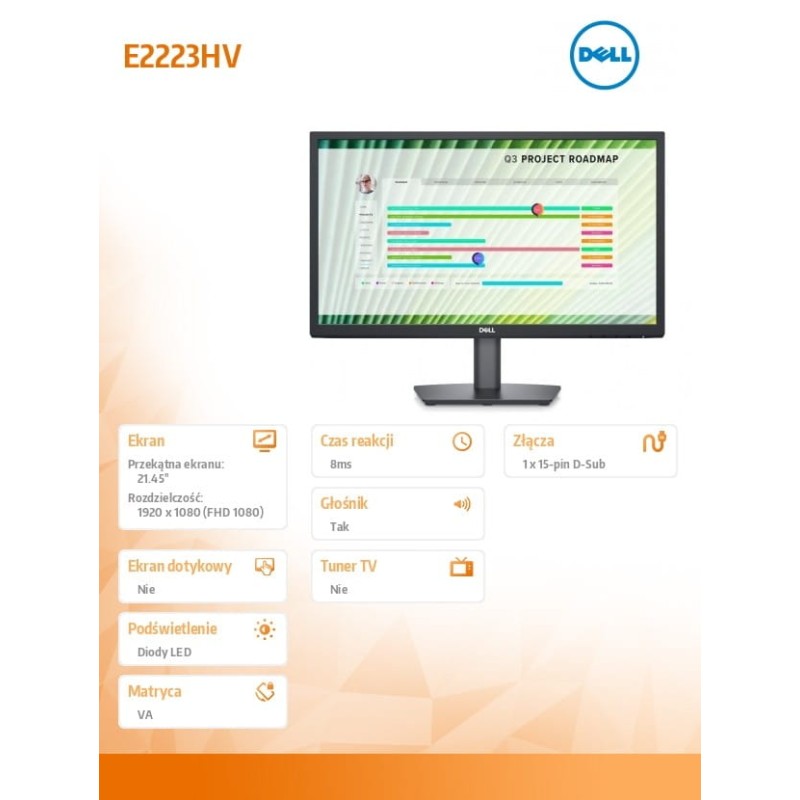 E2223HV
DELL
Q3 PROJECT ROADMAP
DELL
Ekran
Przekątna ekranu:
21.45"
Rozdzielczość:
1920 x 1080 (FHD 1080)
Czas reakcji
8ms
Złącza
1 x 15-pin D-Sub
Głośnik
Tak
Ekran dotykowy
Nie
Tuner TV
Nie
Podświetlenie
Diody LED
Matryca
VA